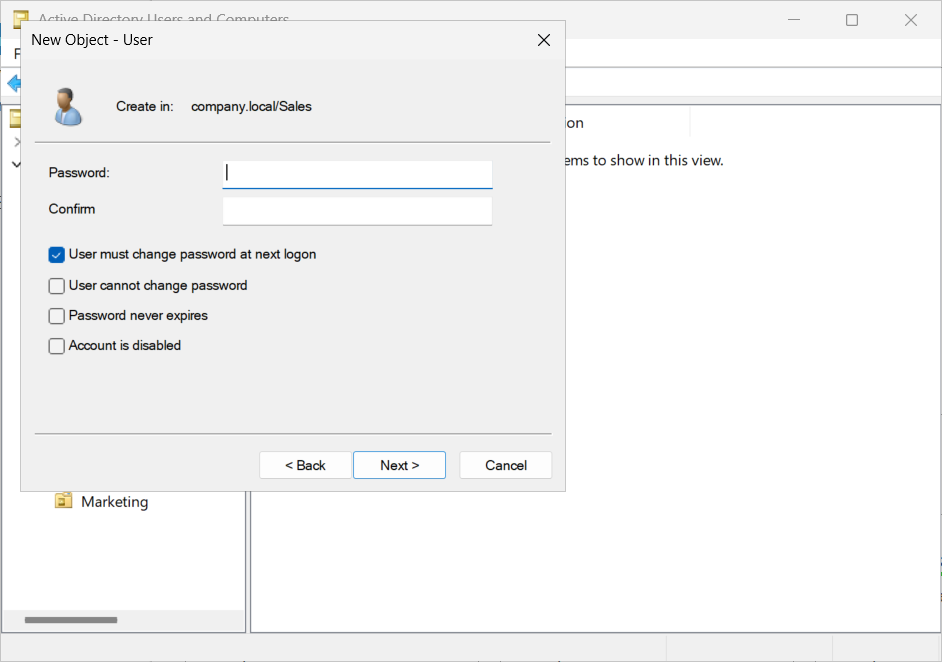 Active Directory Users and Computers
New Object - User
F
Create in: company.local/Sales
on
Password:
ems to show in this view.
Confirm
User must change password at next logon
User cannot change password
Password never expires
Account is disabled
< Back Next > Cancel
Marketing